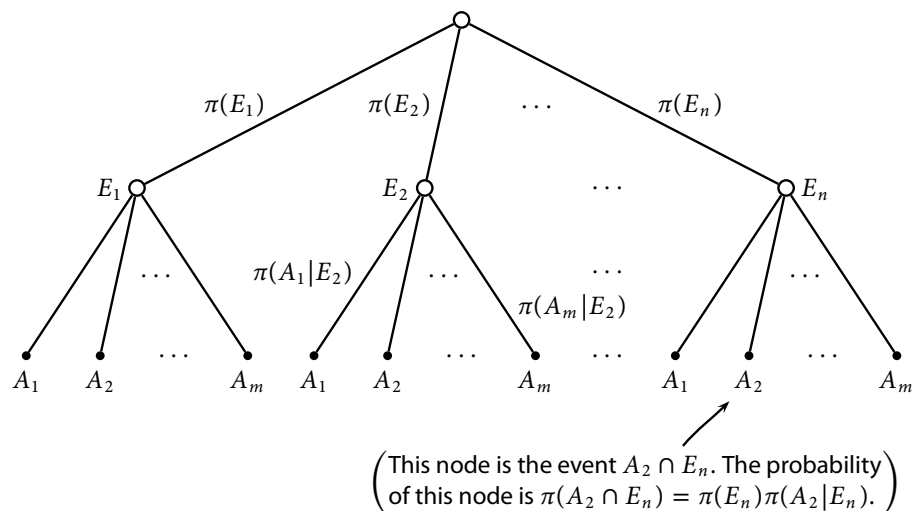 π(E₁) π(E₂) ... π(Eₙ)
E₁ E₂ ... Eₙ
... π(A₁|E₂) ... ... ...
π(Aₘ|E₂)
... ... ... ...
A₁ A₂ Aₘ A₁ A₂ Aₘ A₁ A₂ Aₘ
(This node is the event A₂ ∩ Eₙ. The probability
of this node is π(A₂ ∩ Eₙ) = π(Eₙ)π(A₂|Eₙ).)